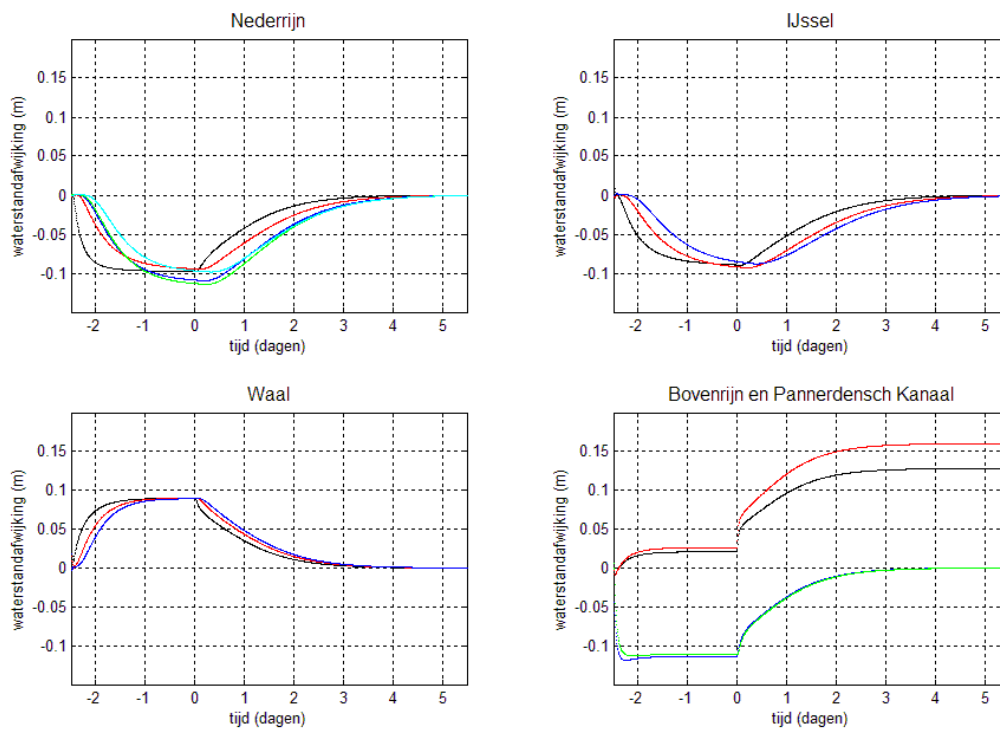 Nederrijn
waterstandafwijking (m)
0.15
0.1
0.05
0
-0.05
-0.1
-2 -1 0 1 2 3 4 5
tijd (dagen)
IJssel
waterstandafwijking (m)
0.15
0.1
0.05
0
-0.05
-0.1
-2 -1 0 1 2 3 4 5
tijd (dagen)
Waal
waterstandafwijking (m)
0.15
0.1
0.05
0
-0.05
-0.1
-2 -1 0 1 2 3 4 5
tijd (dagen)
Bovenrijn en Pannerdensch Kanaal
waterstandafwijking (m)
0.15
0.1
0.05
0
-0.05
-0.1
-2 -1 0 1 2 3 4 5
tijd (dagen)